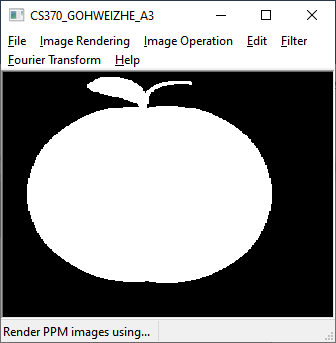 CS370_GOHWEIZHE_A3
File Image Rendering Image Operation Edit Filter
Fourier Transform Help
Render PPM images using...